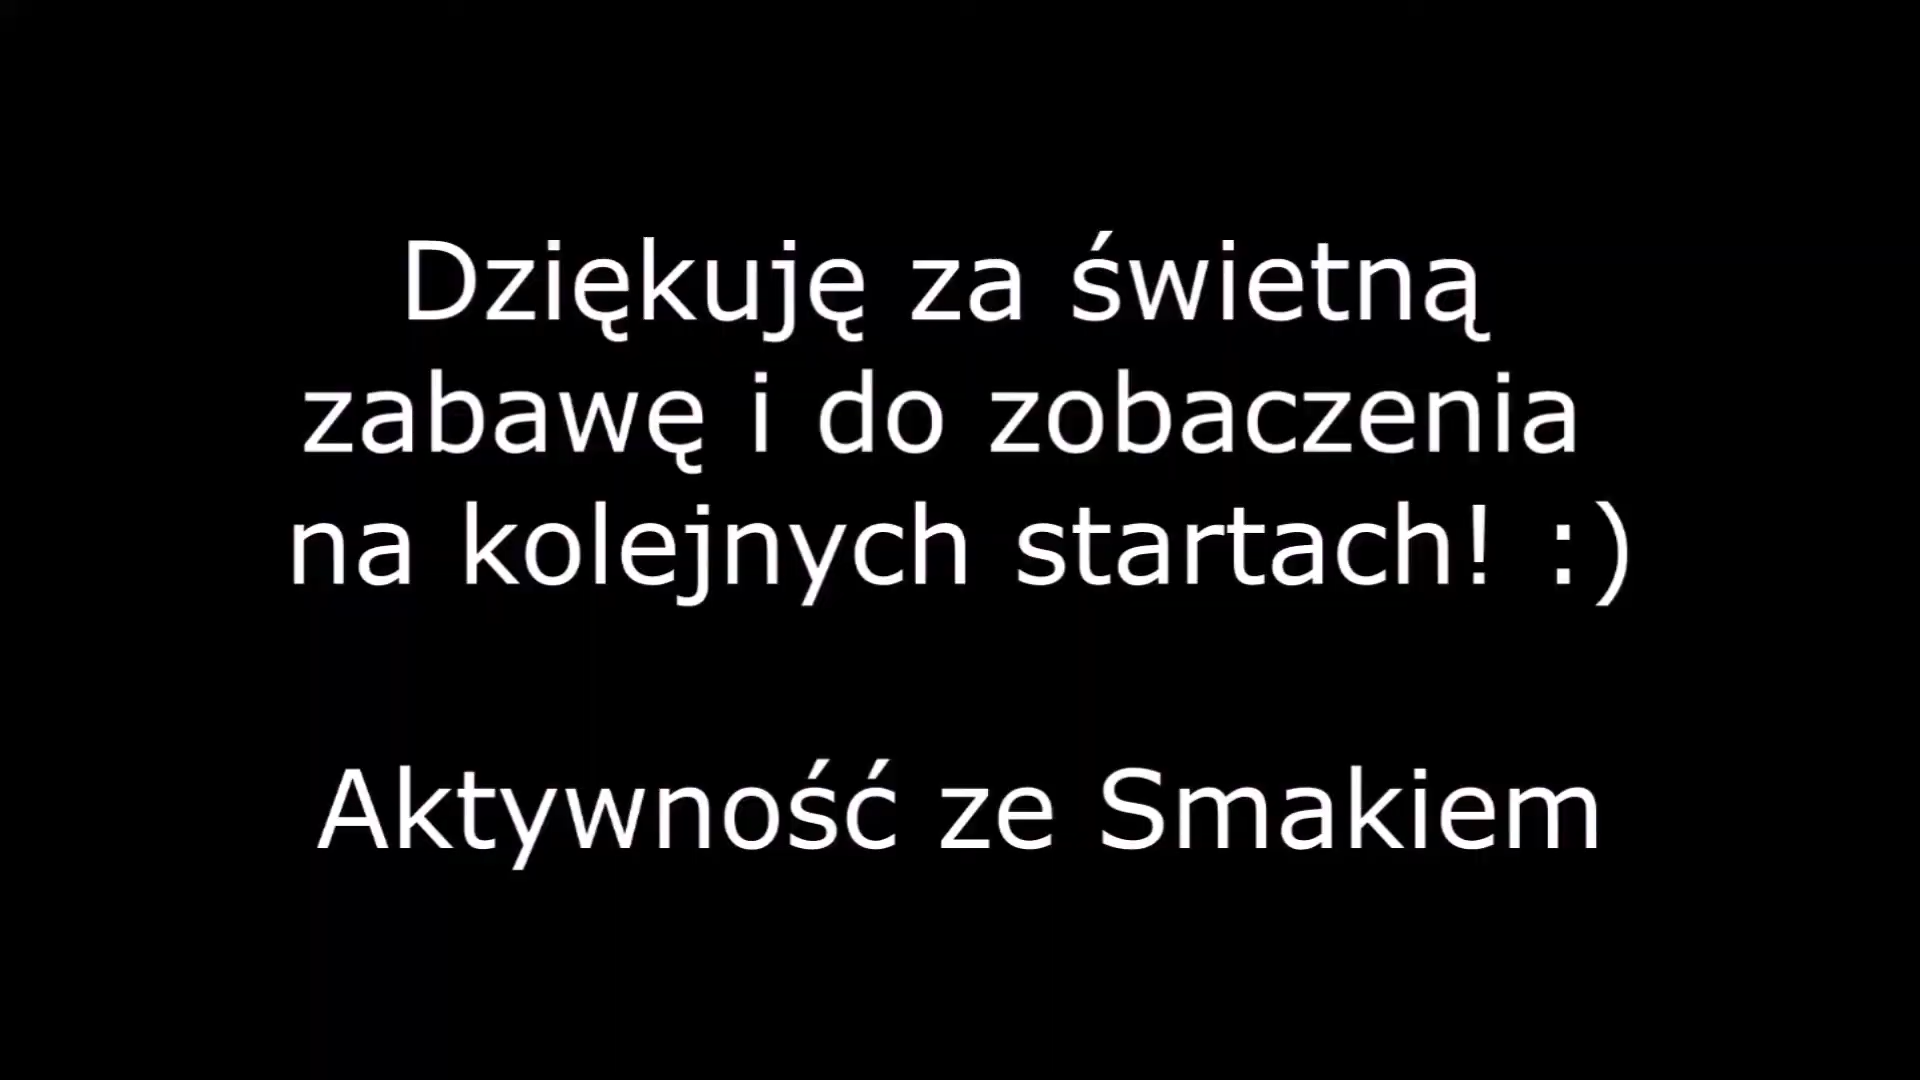 Dziękuję za świetną
zabawę i do zobaczenia
na kolejnych startach! :)
Aktywność ze Smakiem